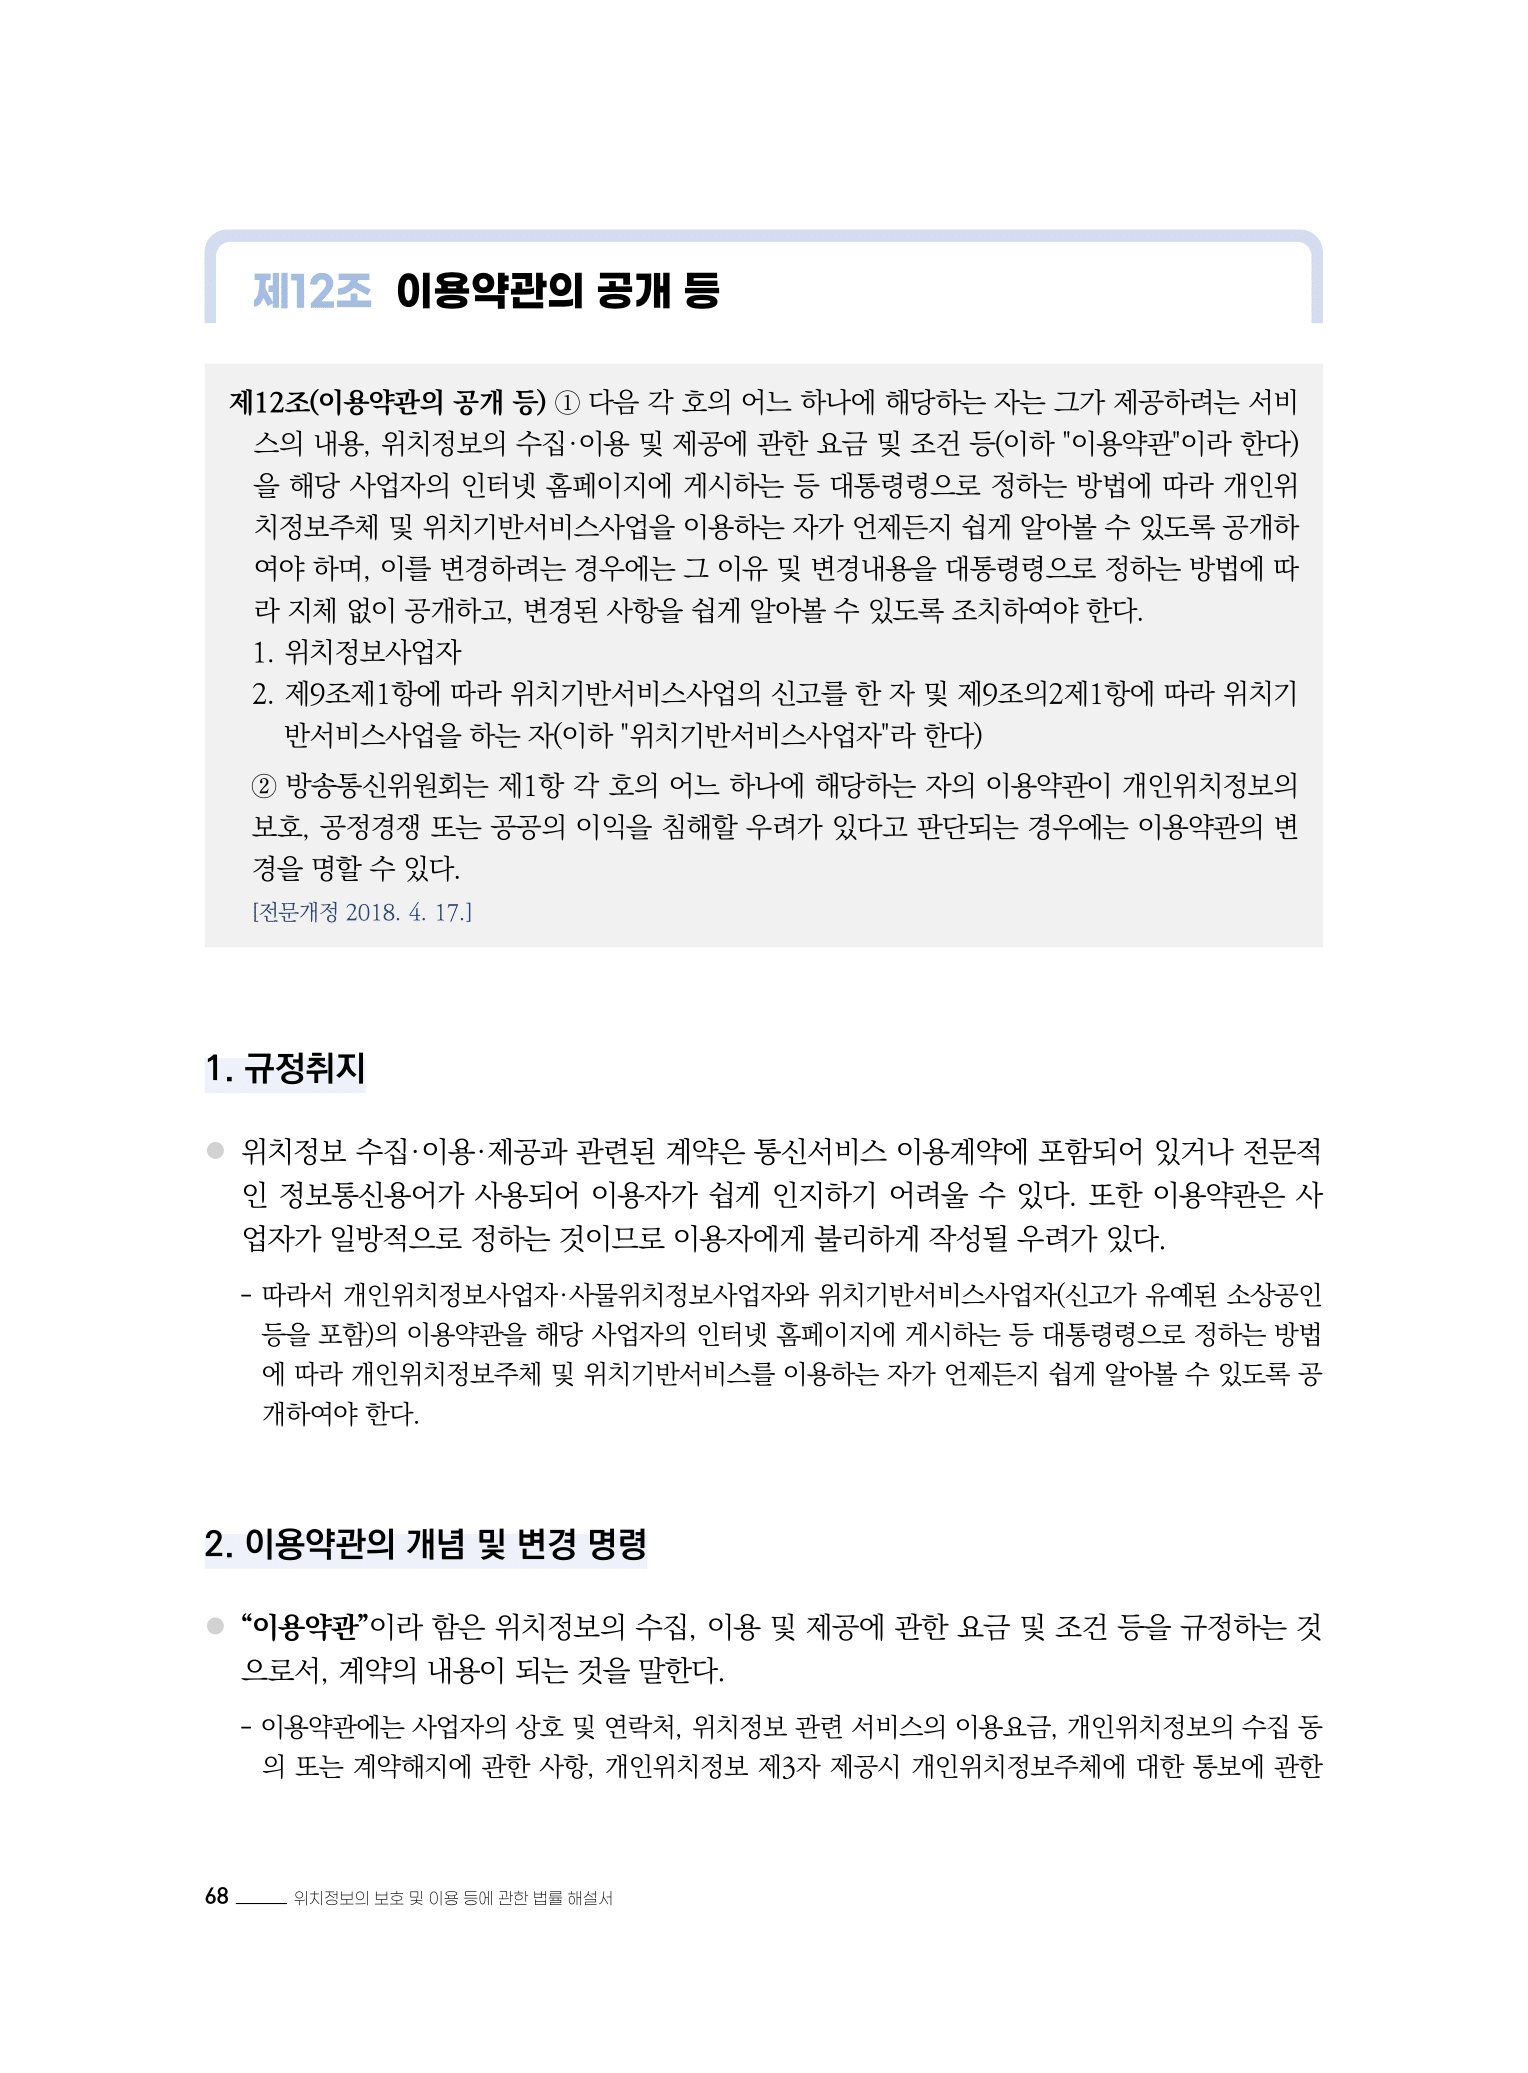 제12조 이용약관의 공개 등
제12조(이용약관의 공개 등) ① 다음 각 호의 어느 하나에 해당하는 자는 그가 제공하려는 서비
스의 내용, 위치정보의 수집·이용 및 제공에 관한 요금 및 조건 등(이하 "이용약관"이라 한다)
을 해당 사업자의 인터넷 홈페이지에 게시하는 등 대통령령으로 정하는 방법에 따라 개인위
치정보주체 및 위치기반서비스사업을 이용하는 자가 언제든지 쉽게 알아볼 수 있도록 공개하
여야 하며, 이를 변경하려는 경우에는 그 이유 및 변경내용을 대통령령으로 정하는 방법에 따
라 지체 없이 공개하고, 변경된 사항을 쉽게 알아볼 수 있도록 조치하여야 한다.
1. 위치정보사업자
2. 제9조제1항에 따라 위치기반서비스사업의 신고를 한 자 및 제9조의2제1항에 따라 위치기
반서비스사업을 하는 자(이하 "위치기반서비스사업자"라 한다)
② 방송통신위원회는 제1항 각 호의 어느 하나에 해당하는 자의 이용약관이 개인위치정보의
보호, 공정경쟁 또는 공공의 이익을 침해할 우려가 있다고 판단되는 경우에는 이용약관의 변
경을 명할 수 있다.
[전문개정 2018. 4. 17.]
1. 규정취지
● 위치정보 수집·이용·제공과 관련된 계약은 통신서비스 이용계약에 포함되어 있거나 전문적
인 정보통신용어가 사용되어 이용자가 쉽게 인지하기 어려울 수 있다. 또한 이용약관은 사
업자가 일방적으로 정하는 것이므로 이용자에게 불리하게 작성될 우려가 있다.
- 따라서 개인위치정보사업자·사물위치정보사업자와 위치기반서비스사업자(신고가 유예된 소상공인
등을 포함)의 이용약관을 해당 사업자의 인터넷 홈페이지에 게시하는 등 대통령령으로 정하는 방법
에 따라 개인위치정보주체 및 위치기반서비스를 이용하는 자가 언제든지 쉽게 알아볼 수 있도록 공
개하여야 한다.
2. 이용약관의 개념 및 변경 명령
● “이용약관”이라 함은 위치정보의 수집, 이용 및 제공에 관한 요금 및 조건 등을 규정하는 것
으로서, 계약의 내용이 되는 것을 말한다.
- 이용약관에는 사업자의 상호 및 연락처, 위치정보 관련 서비스의 이용요금, 개인위치정보의 수집 동
의 또는 계약해지에 관한 사항, 개인위치정보 제3자 제공시 개인위치정보주체에 대한 통보에 관한
68 위치정보의 보호 및 이용 등에 관한 법률 해설서